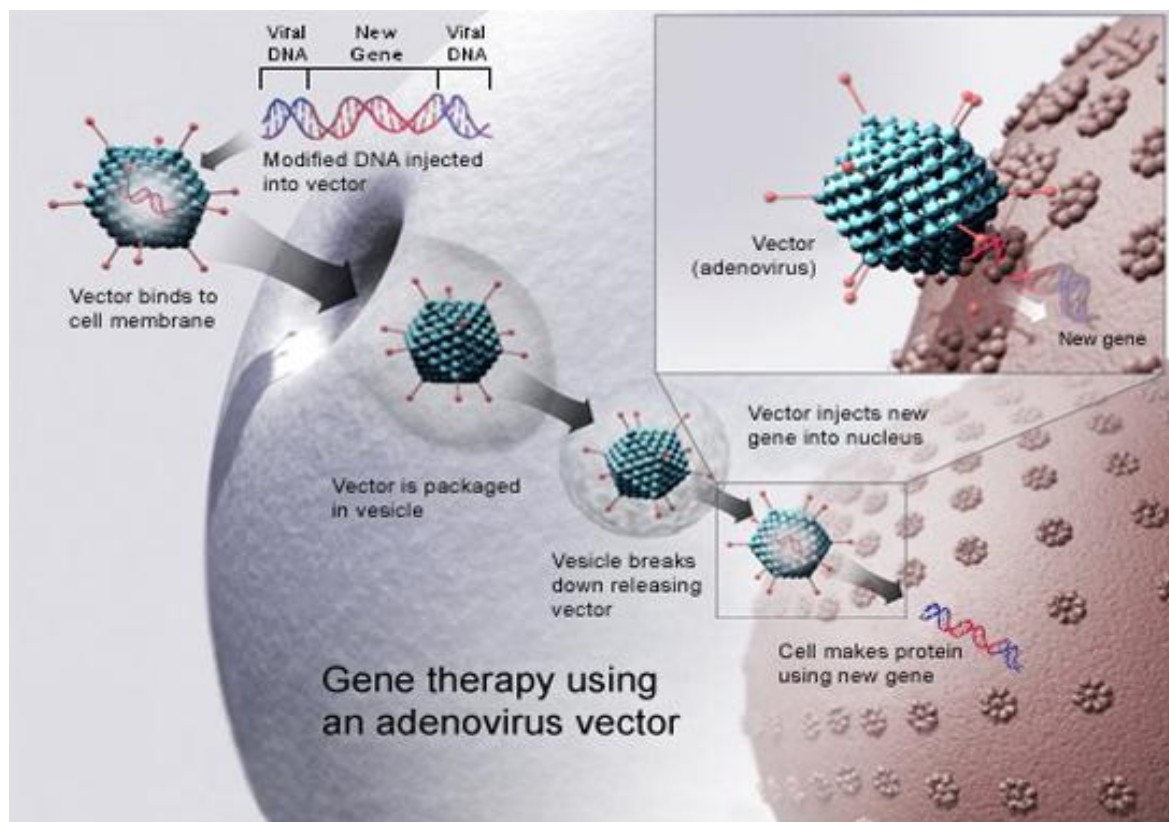 Viral New Viral
DNA Gene DNA
Modified DNA injected
into vector
Vector binds to
cell membrane
Vector is packaged
in vesicle
Vesicle breaks
down releasing
vector
Vector injects new
gene into nucleus
Vector
(adenovirus)
New gene
Cell makes protein
using new gene
Gene therapy using
an adenovirus vector